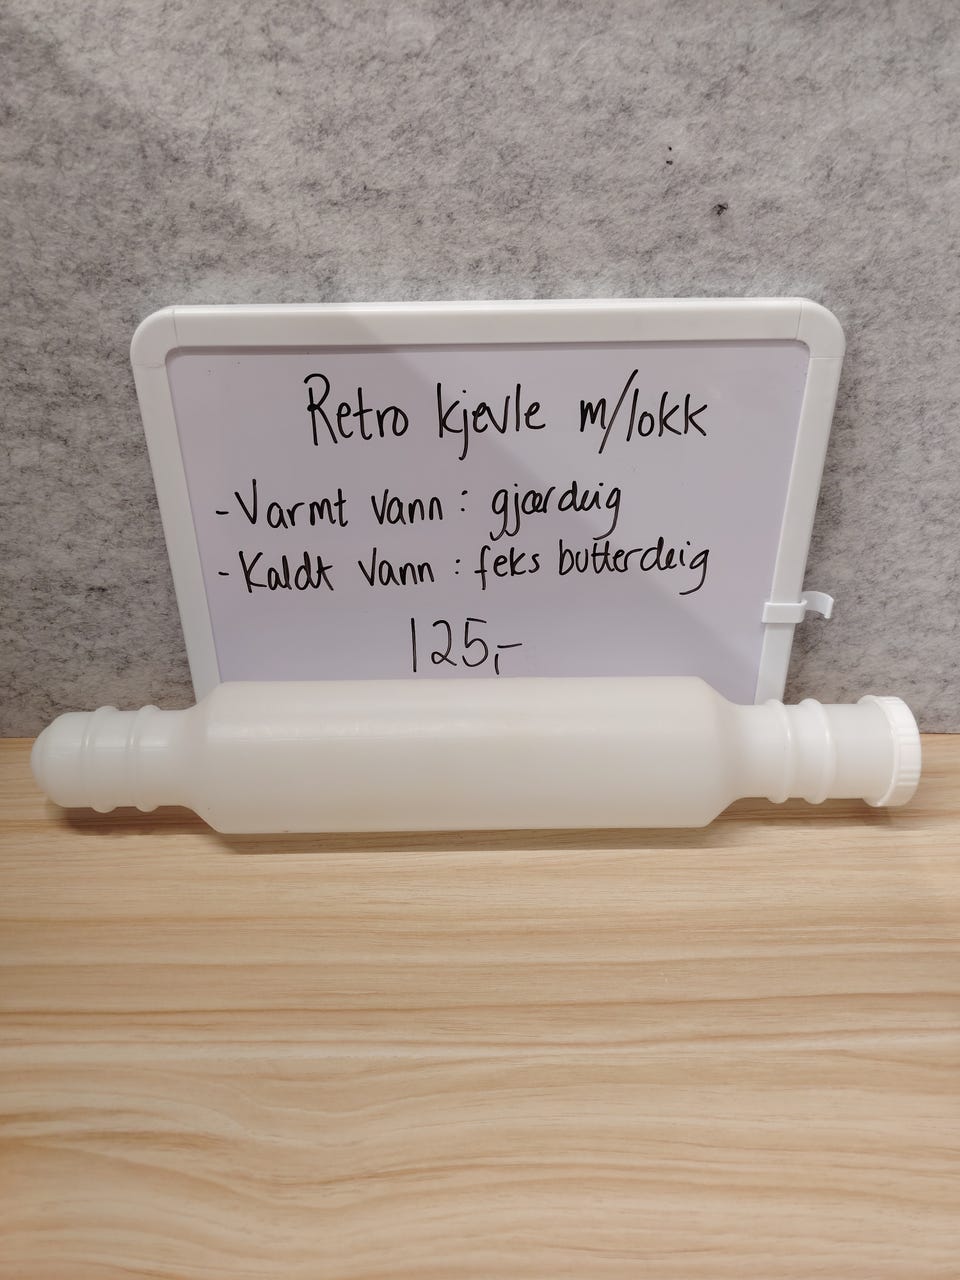 Retro kjevle m/lokk
- Varmt vann : gjærdeig
- Kaldt vann : feks butterdeig
125,-